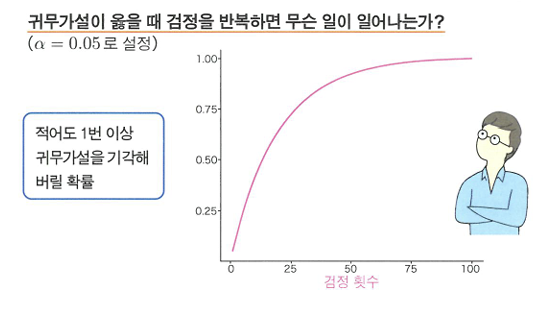 귀무가설이 옳을 때 검정을 반복하면 무슨 일이 일어나는가?
(α = 0.05로 설정)
적어도 1번 이상
귀무가설을 기각해
버릴 확률
1.00
0.75
0.50
0.25
0 25 50 75 100
검정 횟수